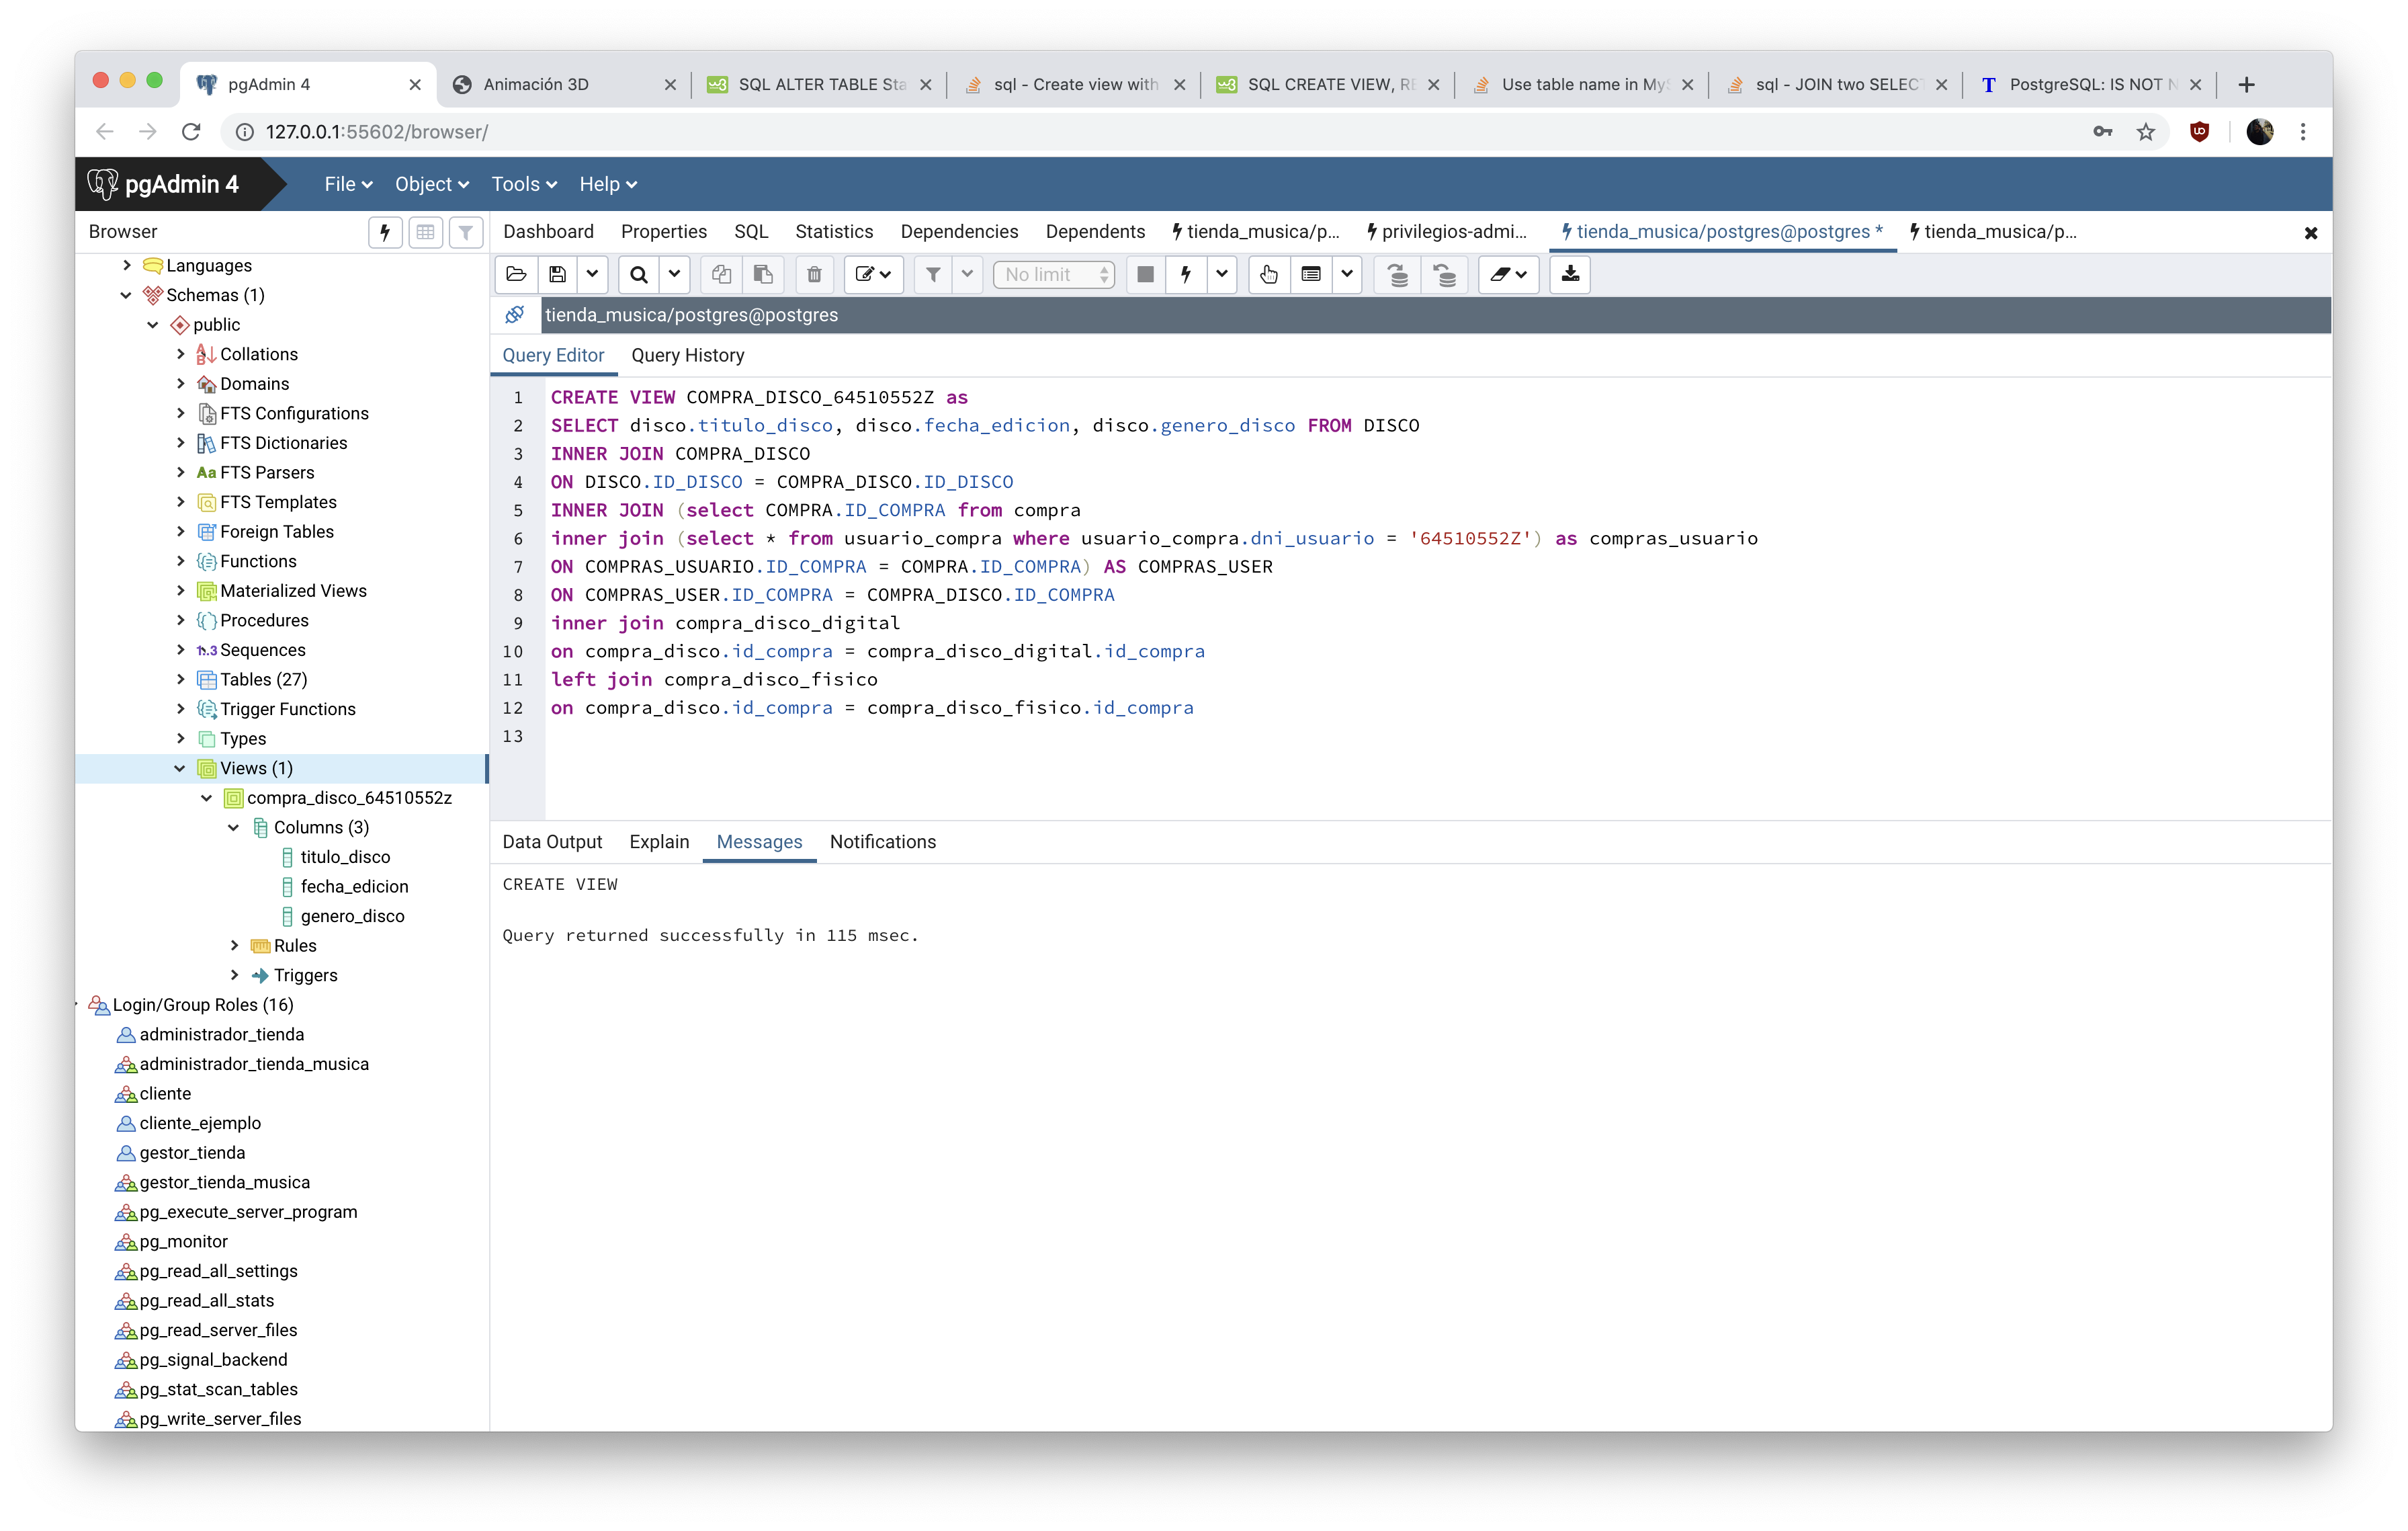 pgAdmin 4
Animación 3D
SQL ALTER TABLE Sta
sql - Create view with
SQL CREATE VIEW, RE
Use table name in MyS
sql - JOIN two SELECT
PostgreSQL: IS NOT N
127.0.0.1:55602/browser/
pgAdmin 4
File Object Tools Help
Browser
Dashboard Properties SQL Statistics Dependencies Dependents tienda_musica/p... privilegios-admi... tienda_musica/postgres@postgres * tienda_musica/p...
No limit
tienda_musica/postgres@postgres
Query Editor Query History
1 CREATE VIEW COMPRA_DISCO_64510552Z as
2 SELECT disco.titulo_disco, disco.fecha_edicion, disco.genero_disco FROM DISCO
3 INNER JOIN COMPRA_DISCO
4 ON DISCO.ID_DISCO = COMPRA_DISCO.ID_DISCO
5 INNER JOIN (select COMPRA.ID_COMPRA from compra
6 inner join (select * from usuario_compra where usuario_compra.dni_usuario = '64510552Z') as compras_usuario
7 ON COMPRAS_USUARIO.ID_COMPRA = COMPRA.ID_COMPRA) AS COMPRAS_USER
8 ON COMPRAS_USER.ID_COMPRA = COMPRA_DISCO.ID_COMPRA
9 inner join compra_disco_digital
10 on compra_disco.id_compra = compra_disco_digital.id_compra
11 left join compra_disco_fisico
12 on compra_disco.id_compra = compra_disco_fisico.id_compra
13
Data Output Explain Messages Notifications
CREATE VIEW
Query returned successfully in 115 msec.
Languages
Schemas (1)
public
Collations
Domains
FTS Configurations
FTS Dictionaries
FTS Parsers
FTS Templates
Foreign Tables
Functions
Materialized Views
Procedures
Sequences
Tables (27)
Trigger Functions
Types
Views (1)
compra_disco_64510552z
Columns (3)
titulo_disco
fecha_edicion
genero_disco
Rules
Triggers
Login/Group Roles (16)
administrador_tienda
administrador_tienda_musica
cliente
cliente_ejemplo
gestor_tienda
gestor_tienda_musica
pg_execute_server_program
pg_monitor
pg_read_all_settings
pg_read_all_stats
pg_read_server_files
pg_signal_backend
pg_stat_scan_tables
pg_write_server_files